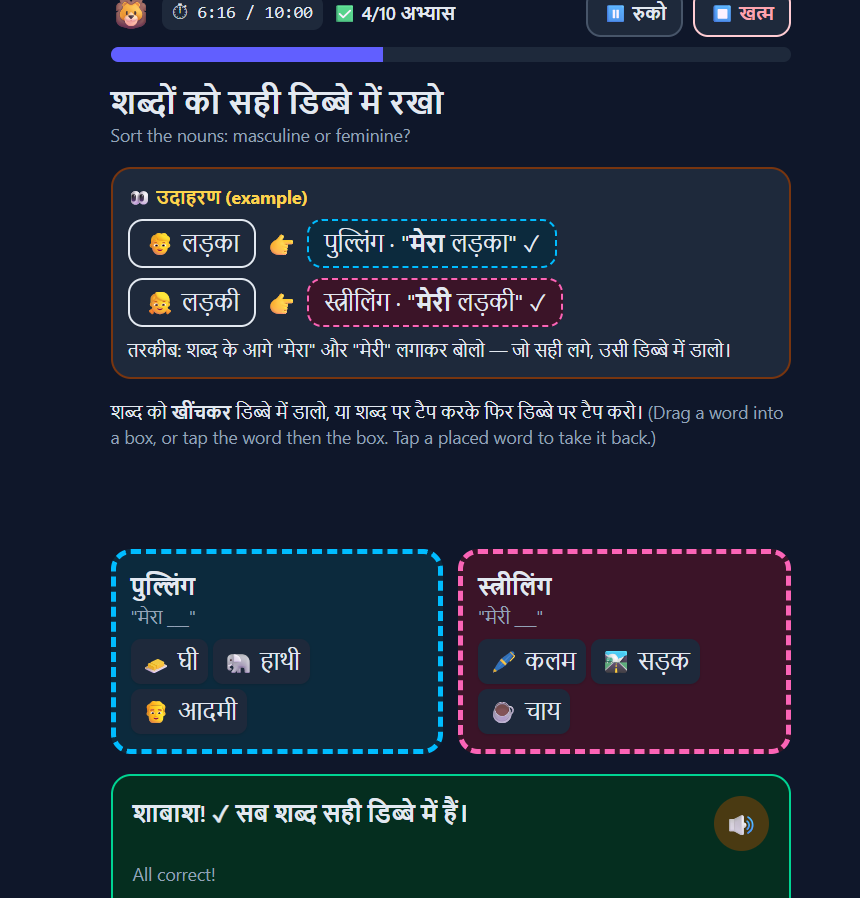 6:16 / 10:00 4/10 अभ्यास रुको खत्म
शब्दों को सही डिब्बे में रखो
Sort the nouns: masculine or feminine?
उदाहरण (example)
लड़का पुल्लिंग · "मेरा लड़का" ✓
लड़की स्त्रीलिंग · "मेरी लड़की" ✓
तरकीब: शब्द के आगे "मेरा" और "मेरी" लगाकर बोलो — जो सही लगे, उसी डिब्बे में डालो।
शब्द को खींचकर डिब्बे में डालो, या शब्द पर टैप करके फिर डिब्बे पर टैप करो। (Drag a word into
a box, or tap the word then the box. Tap a placed word to take it back.)
पुल्लिंग
"मेरा __"
घी हाथी
आदमी
स्त्रीलिंग
"मेरी __"
कलम सड़क
चाय
शाबाश! ✓ सब शब्द सही डिब्बे में हैं।
All correct!